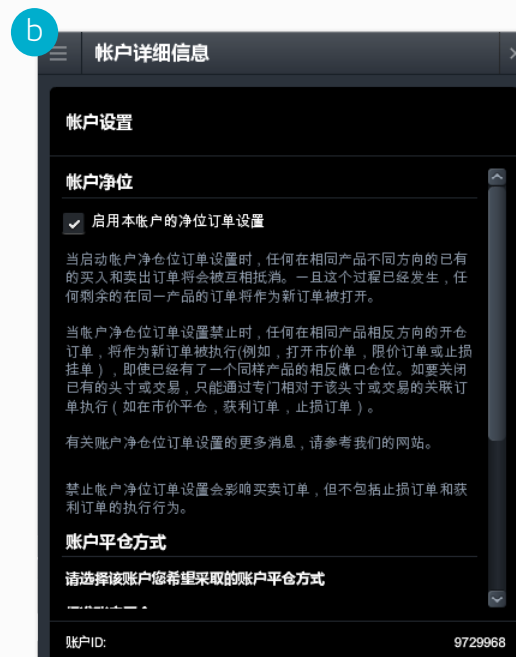 b
帐户详细信息
帐户设置
帐户净位
启用本帐户的净位订单设置
当启动帐户净仓位订单设置时，任何在相同产品不同方向的已有
的买入和卖出订单将会被互相抵消。一旦这个过程已经发生，任
何剩余的在同一产品的订单将作为新订单被打开。
当帐户净仓位订单设置禁止时，任何在相同产品相反方向的开仓
订单，将作为新订单被执行(例如，打开市价单，限价订单或止损
挂单），即使已经有了一个同样产品的相反敞口仓位。如要关闭
已有的头寸或交易，只能通过专门相对于该头寸或交易的关联订
单执行（如在市价平仓，获利订单，止损订单）。
有关账户净仓位订单设置的更多消息，请参考我们的网站。
禁止帐户净位订单设置会影响买卖订单，但不包括止损订单和获
利订单的执行行为。
账户平仓方式
请选择该账户您希望采取的账户平仓方式
账户ID: 9729968